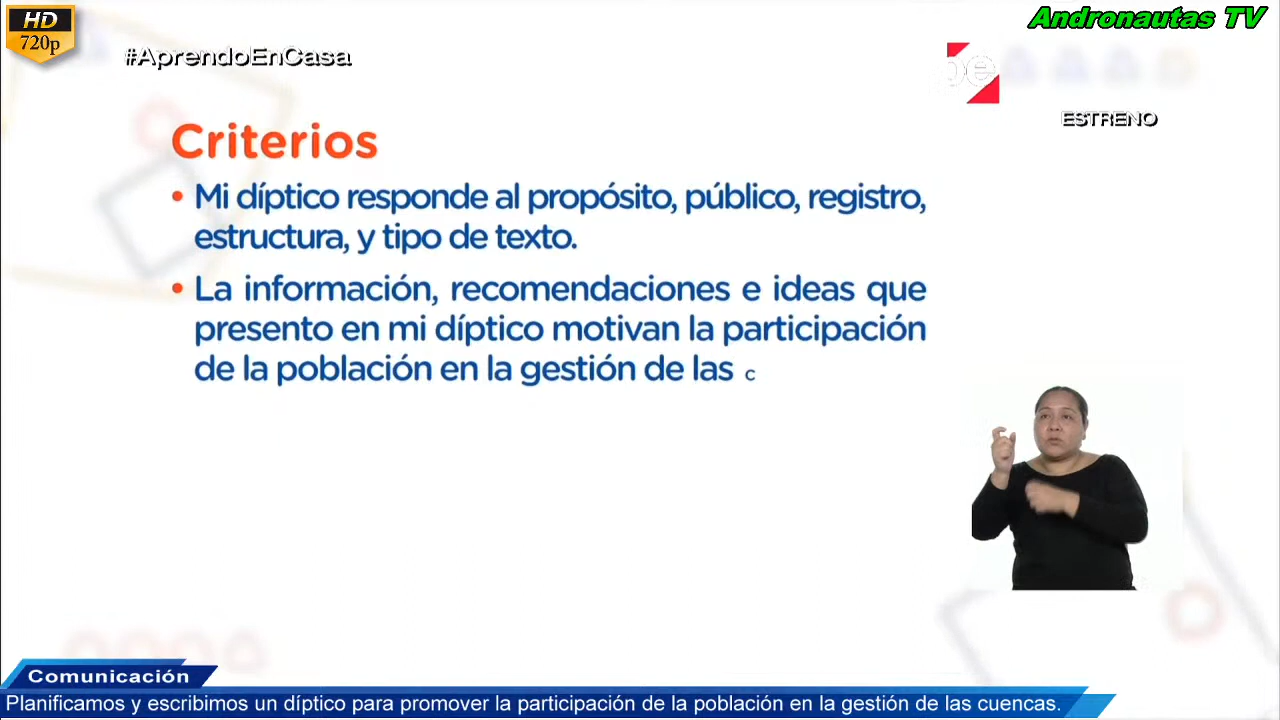 HD
720p
#AprendoEnCasa
Andronautas TV
ESTRENO
Criterios
• Mi díptico responde al propósito, público, registro,
estructura, y tipo de texto.
• La información, recomendaciones e ideas que
presento en mi díptico motivan la participación
de la población en la gestión de las c
Comunicación
Planificamos y escribimos un díptico para promover la participación de la población en la gestión de las cuencas.